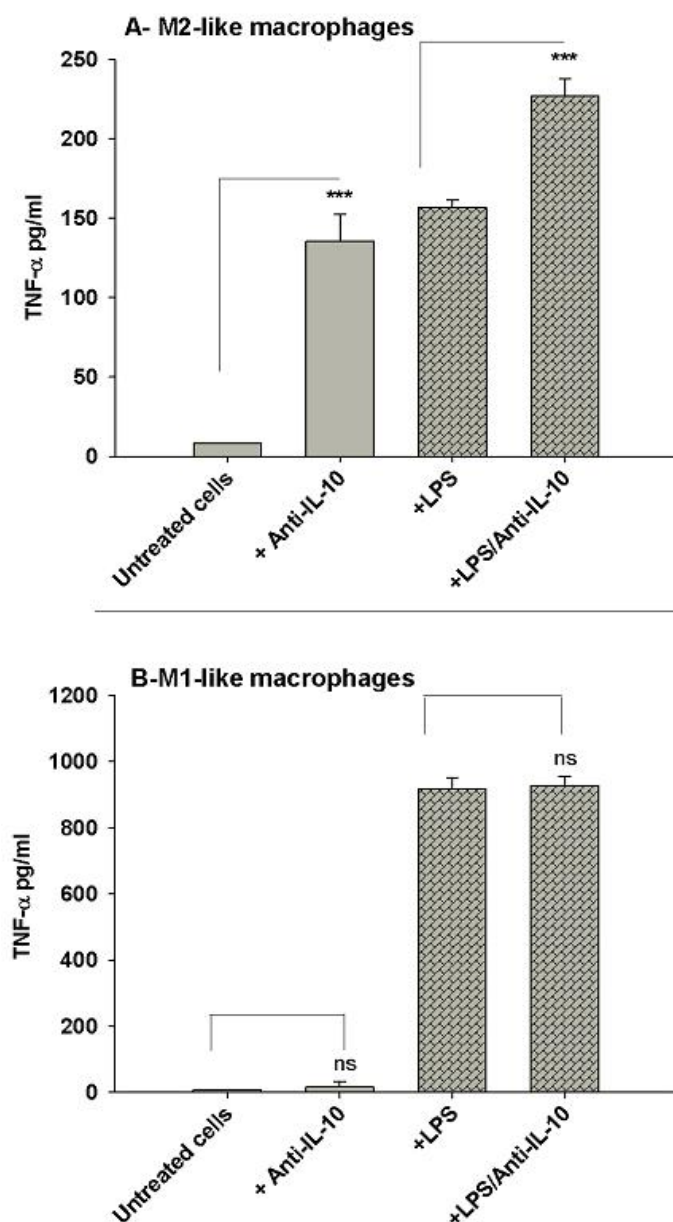 A- M2-like macrophages
250
200
150
100
50
0
TNF-α pg/ml
***
***
Untreated cells
+ Anti-IL-10
+LPS
+LPS/Anti-IL-10
B-M1-like macrophages
1200
1000
800
600
400
200
0
TNF-α pg/ml
ns
ns
Untreated cells
+ Anti-IL-10
+LPS
+LPS/Anti-IL-10